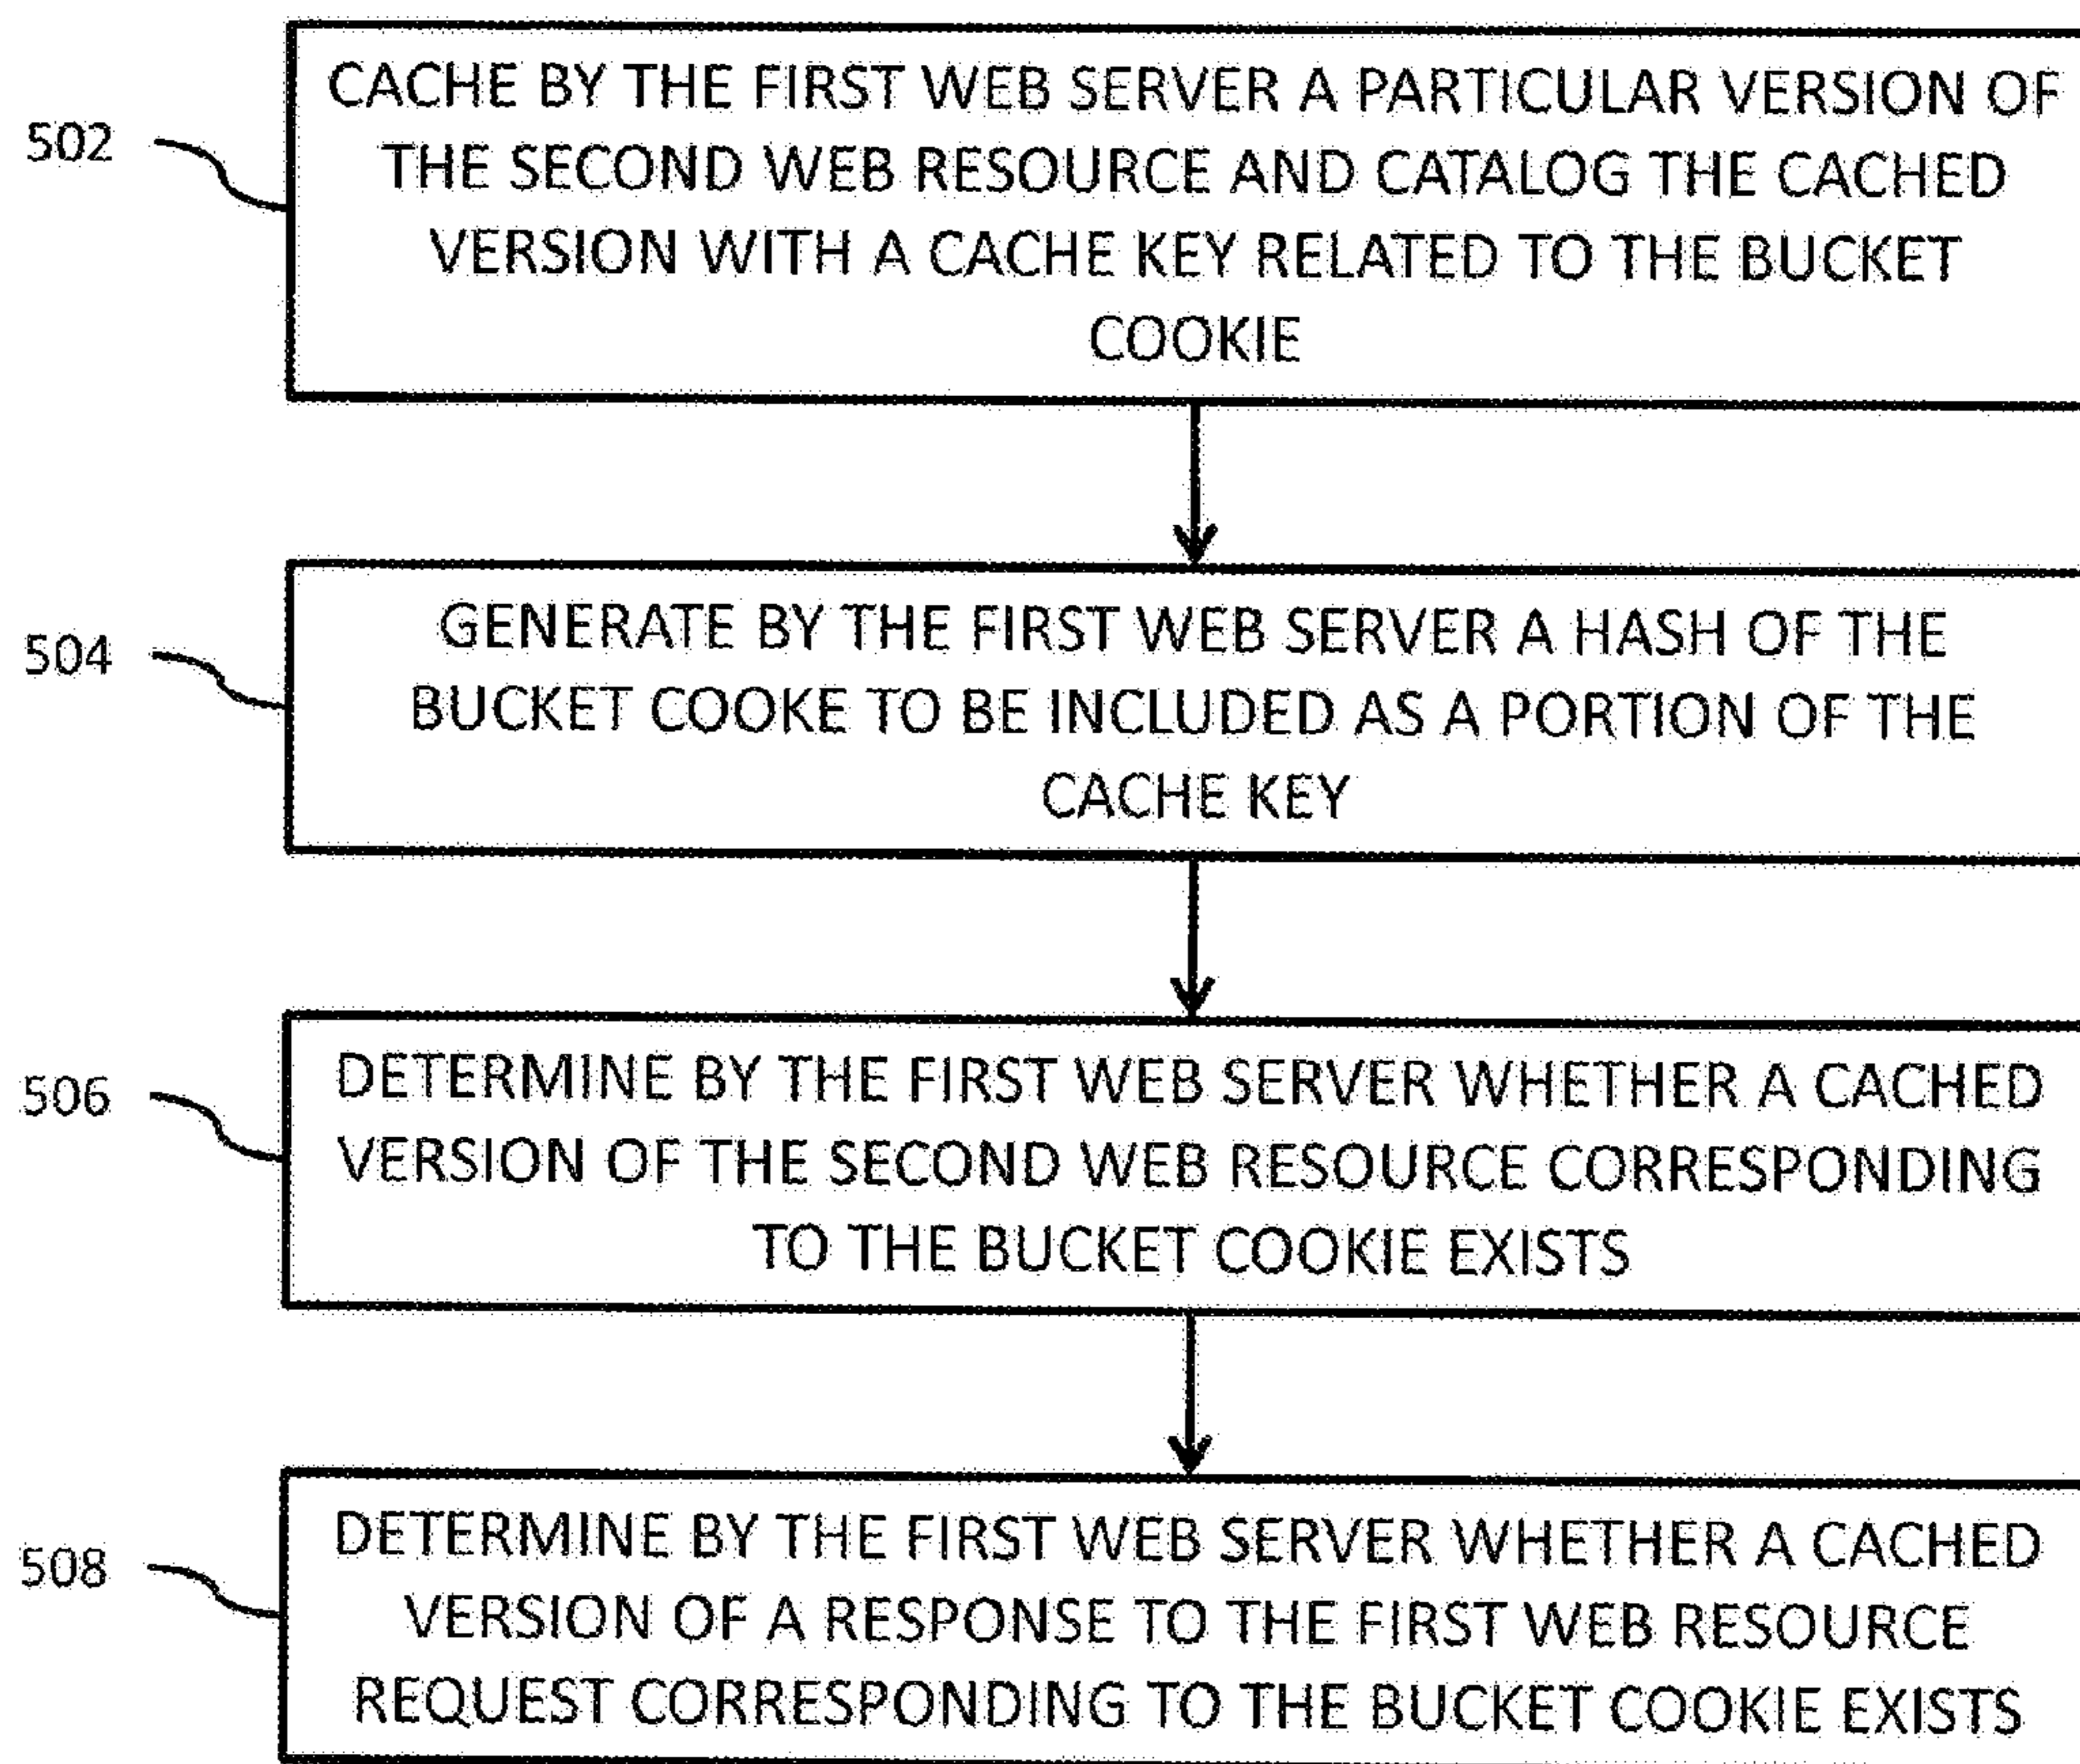 502
CACHE BY THE FIRST WEB SERVER A PARTICULAR VERSION OF
THE SECOND WEB RESOURCE AND CATALOG THE CACHED
VERSION WITH A CACHE KEY RELATED TO THE BUCKET
COOKIE
504
GENERATE BY THE FIRST WEB SERVER A HASH OF THE
BUCKET COOKE TO BE INCLUDED AS A PORTION OF THE
CACHE KEY
506
DETERMINE BY THE FIRST WEB SERVER WHETHER A CACHED
VERSION OF THE SECOND WEB RESOURCE CORRESPONDING
TO THE BUCKET COOKIE EXISTS
508
DETERMINE BY THE FIRST WEB SERVER WHETHER A CACHED
VERSION OF A RESPONSE TO THE FIRST WEB RESOURCE
REQUEST CORRESPONDING TO THE BUCKET COOKIE EXISTS